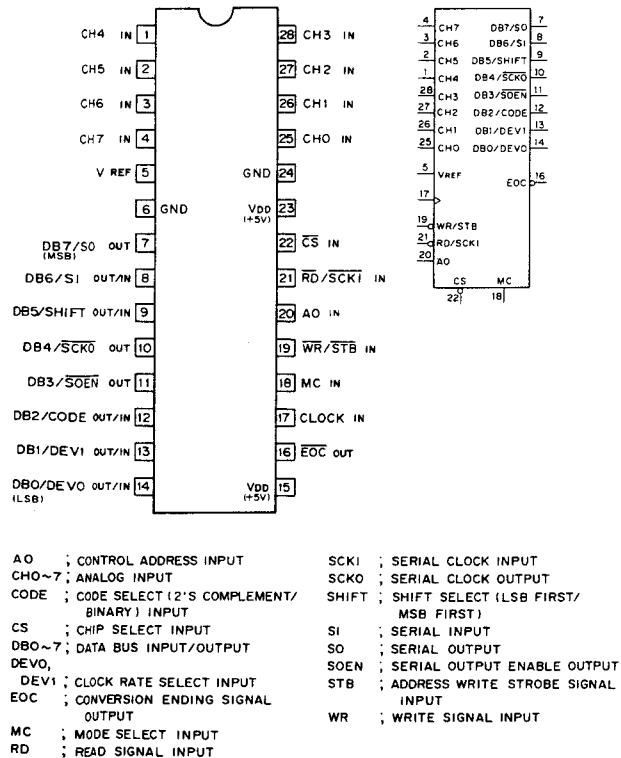 CH4 IN 1
28 CH3 IN
CH5 IN 2
27 CH2 IN
CH6 IN 3
26 CH1 IN
CH7 IN 4
25 CH0 IN
V REF 5
GND 24
6 GND
VDD 23
(+5V)
DB7/SO OUT 7
(MSB)
22 CS IN
DB6/SI OUT/IN 8
21 RD/SCKI IN
DB5/SHIFT OUT/IN 9
20 A0 IN
DB4/SCKO OUT 10
19 WR/STB IN
DB3/SOEN OUT 11
18 MC IN
DB2/CODE OUT/IN 12
17 CLOCK IN
DB1/DEV1 OUT/IN 13
16 EOC OUT
DB0/DEV0 OUT/IN 14
(LSB)
VDD 15
(+5V)
4 CH7 DB7/SO 7
3 CH6 DB6/SI 8
2 CH5 DB5/SHIFT 9
1 CH4 DB4/SCKO 10
28 CH3 DB3/SOEN 11
27 CH2 DB2/CODE 12
26 CH1 DB1/DEV1 13
25 CH0 DB0/DEV0 14
5 VREF
EOC 16
17
19 WR/STB
21 RD/SCKI
20 A0
CS MC
22 18
A0 ; CONTROL ADDRESS INPUT
CH0~7 ; ANALOG INPUT
CODE ; CODE SELECT (2'S COMPLEMENT/
BINARY) INPUT
CS ; CHIP SELECT INPUT
DB0~7 ; DATA BUS INPUT/OUTPUT
DEV0,
DEV1 ; CLOCK RATE SELECT INPUT
EOC ; CONVERSION ENDING SIGNAL
OUTPUT
MC ; MODE SELECT INPUT
RD ; READ SIGNAL INPUT
SCKI ; SERIAL CLOCK INPUT
SCKO ; SERIAL CLOCK OUTPUT
SHIFT ; SHIFT SELECT (LSB FIRST/
MSB FIRST)
SI ; SERIAL INPUT
SO ; SERIAL OUTPUT
SOEN ; SERIAL OUTPUT ENABLE OUTPUT
STB ; ADDRESS WRITE STROBE SIGNAL
INPUT
WR ; WRITE SIGNAL INPUT